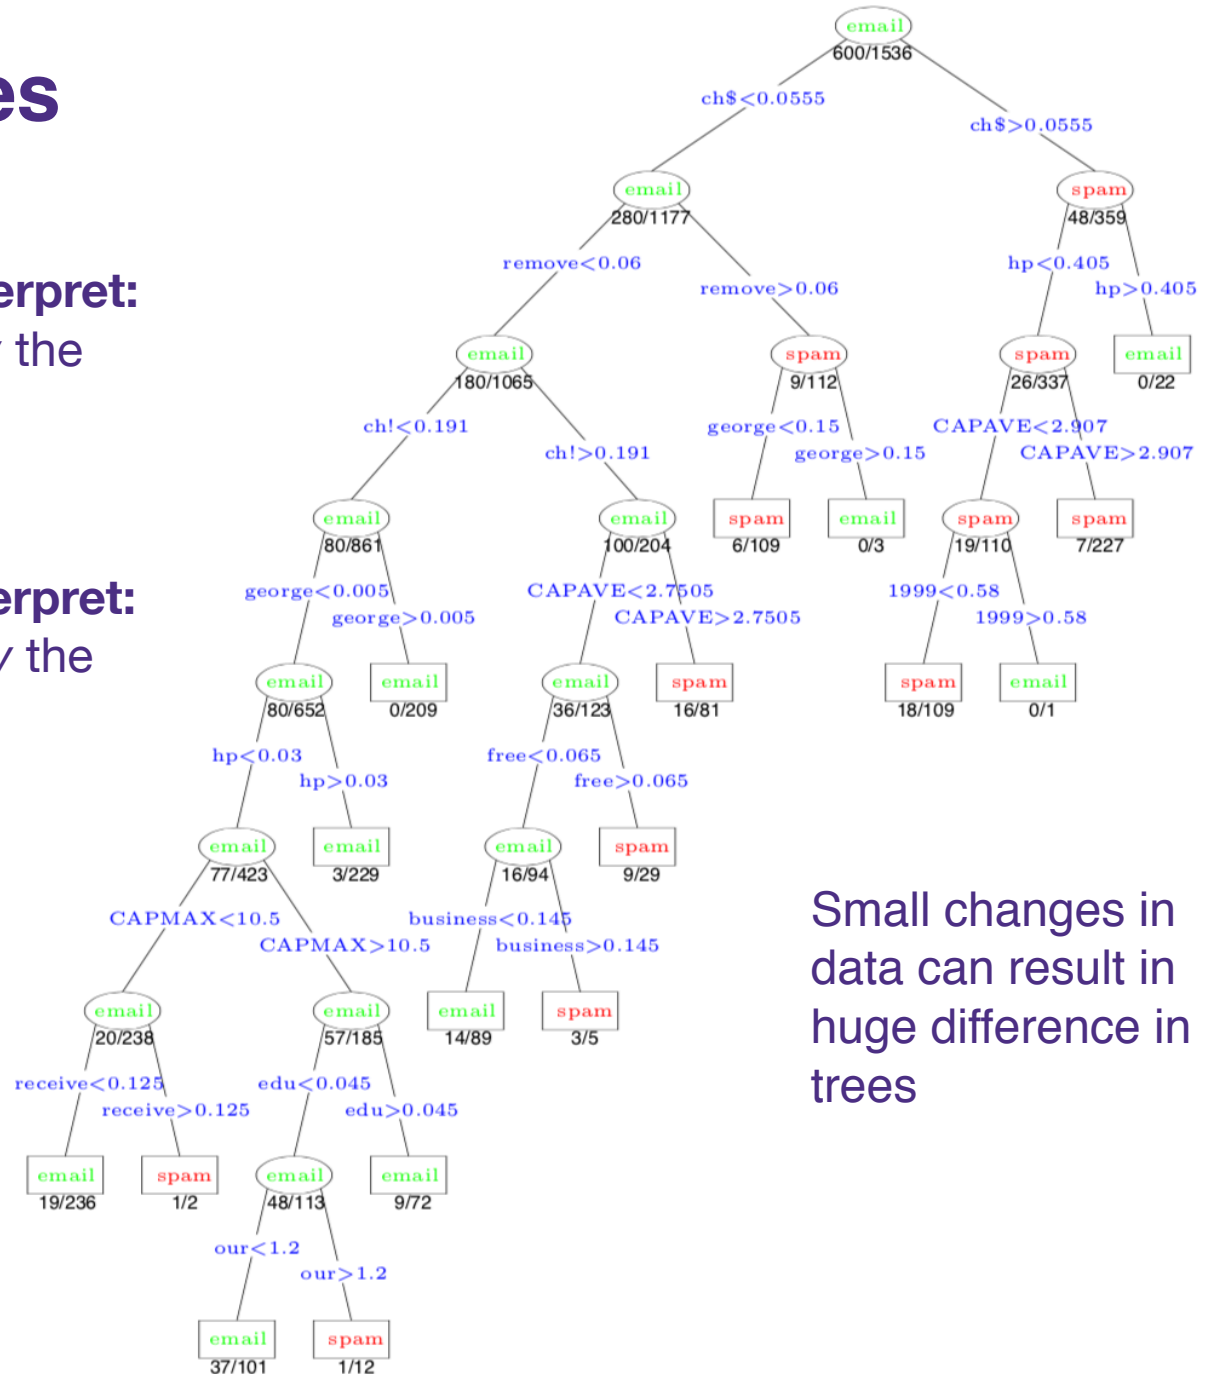 es
erpret:
the
erpret:
y the
email
600/1536
ch$<0.0555
ch$>0.0555
email
280/1177
spam
48/359
remove<0.06
remove>0.06
hp<0.405
hp>0.405
email
180/1065
spam
9/112
spam
26/337
email
0/22
ch!<0.191
ch!>0.191
george<0.15
george>0.15
CAPAVE<2.907
CAPAVE>2.907
email
80/861
email
100/204
spam
6/109
email
0/3
spam
19/110
spam
7/227
george<0.005
george>0.005
CAPAVE<2.7505
CAPAVE>2.7505
1999<0.58
1999>0.58
email
80/652
email
0/209
email
36/123
spam
16/81
spam
18/109
email
0/1
hp<0.03
hp>0.03
free<0.065
free>0.065
email
77/423
email
3/229
email
16/94
spam
9/29
CAPMAX<10.5
CAPMAX>10.5
business<0.145
business>0.145
email
20/238
email
57/185
email
14/89
spam
3/5
receive<0.125
receive>0.125
edu<0.045
edu>0.045
email
19/236
spam
1/2
email
48/113
email
9/72
our<1.2
our>1.2
email
37/101
spam
1/12
Small changes in
data can result in
huge difference in
trees